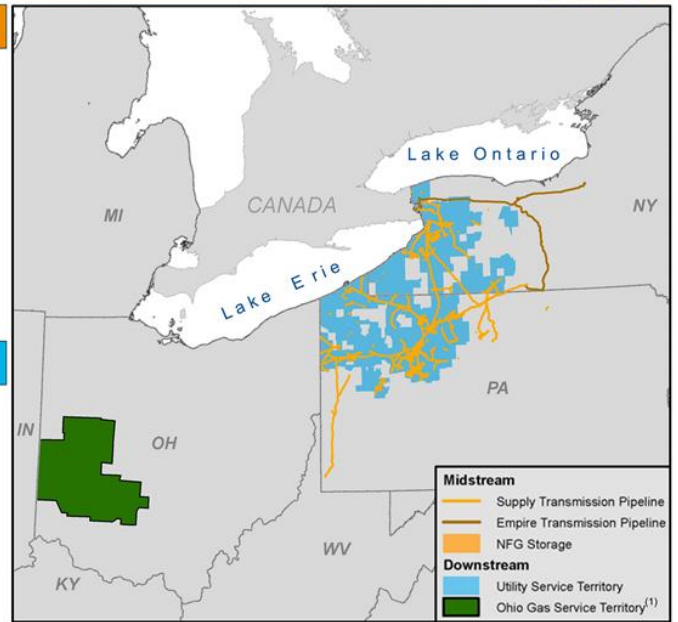 Lake Ontario
MI
CANADA
NY
Lake Erie
PA
IN
OH
WV
KY
Midstream
Supply Transmission Pipeline
Empire Transmission Pipeline
NFG Storage
Downstream
Utility Service Territory
Ohio Gas Service Territory(1)